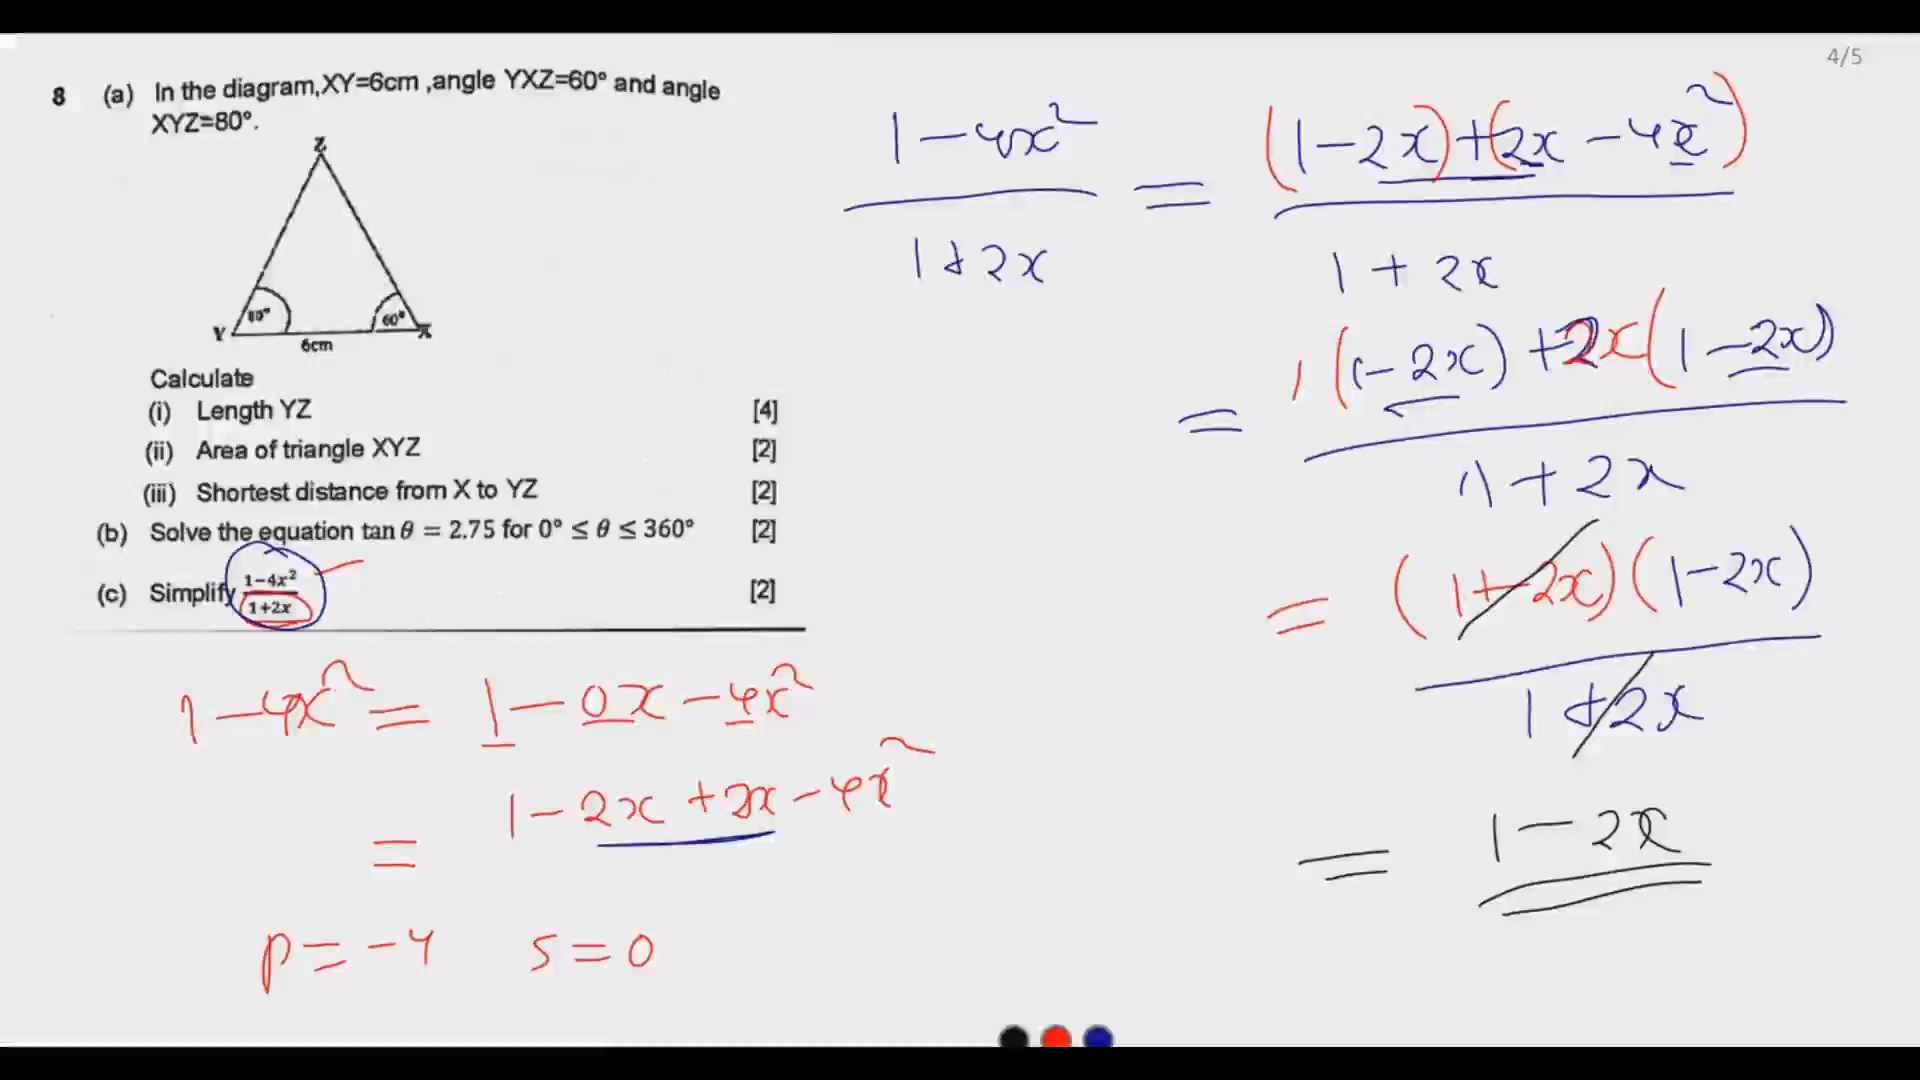 4/5
8 (a) In the diagram,XY=6cm ,angle YXZ=60° and angle
XYZ=80°.
Z
80°
60°
Y
X
6cm
Calculate
(i) Length YZ [4]
(ii) Area of triangle XYZ [2]
(iii) Shortest distance from X to YZ [2]
(b) Solve the equation tan θ = 2.75 for 0° ≤ θ ≤ 360° [2]
(c) Simplify (1−4x²)/(1+2x) [2]
1 − 4x² = 1 − 0x − 4x²
= 1 − 2x + 2x − 4x²
p = −4 s = 0
(1 − 4x²)/(1 + 2x) = ((1 − 2x) + (2x − 4x²))/(1 + 2x)
= (1(1 − 2x) + 2x(1 − 2x))/(1 + 2x)
= (1 + 2x)(1 − 2x)/(1 + 2x)
= 1 − 2x